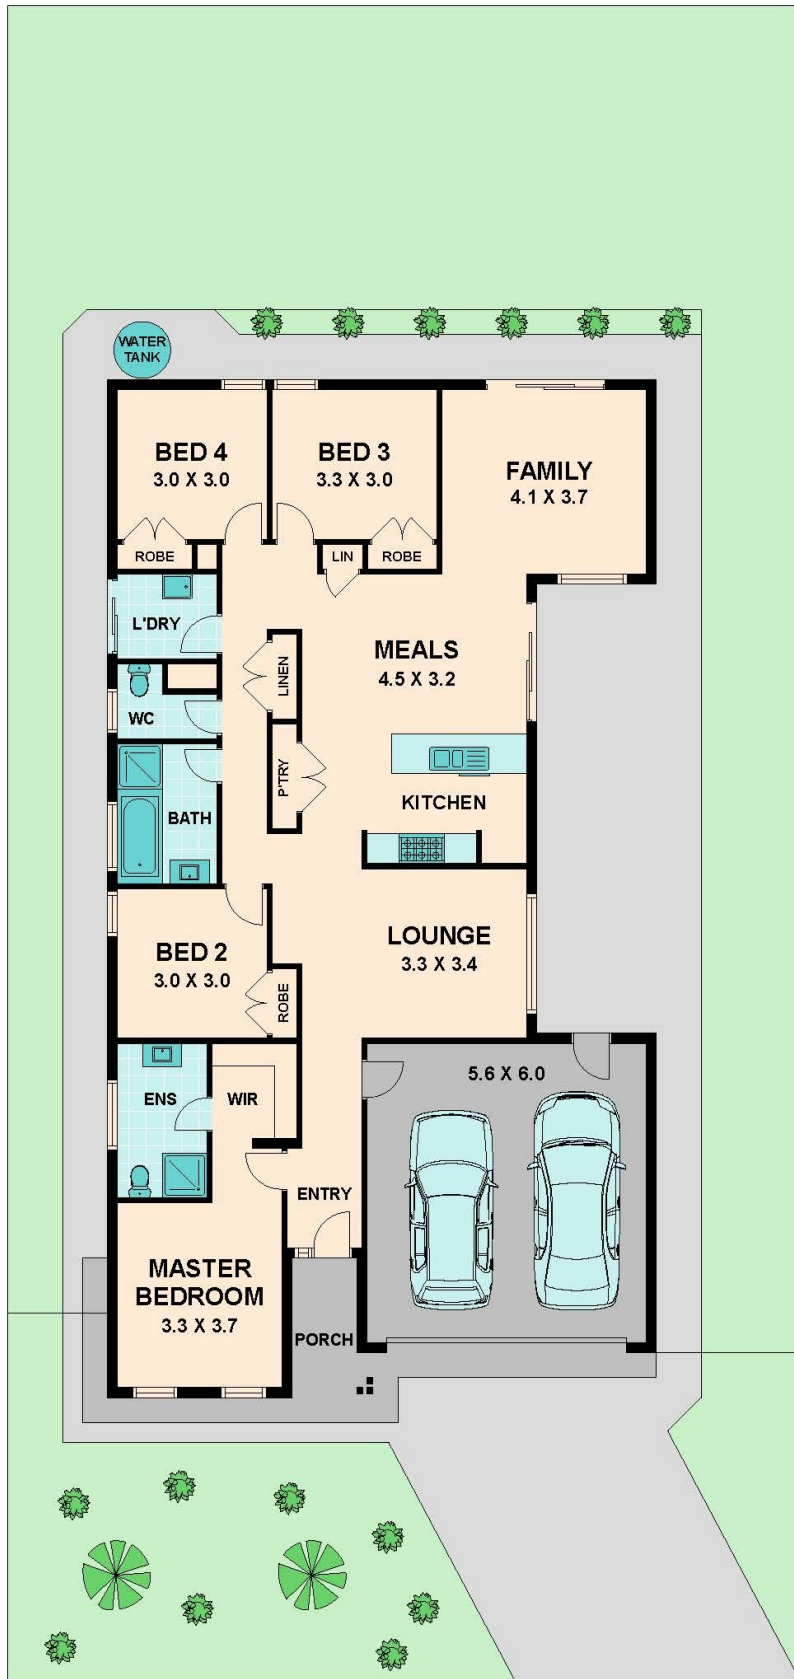 WATER
TANK
BED 4
3.0 X 3.0
BED 3
3.3 X 3.0
FAMILY
4.1 X 3.7
ROBE
LIN
ROBE
L'DRY
LINEN
MEALS
4.5 X 3.2
WC
P'TRY
KITCHEN
BATH
BED 2
3.0 X 3.0
ROBE
LOUNGE
3.3 X 3.4
5.6 X 6.0
ENS
WIR
ENTRY
MASTER
BEDROOM
3.3 X 3.7
PORCH